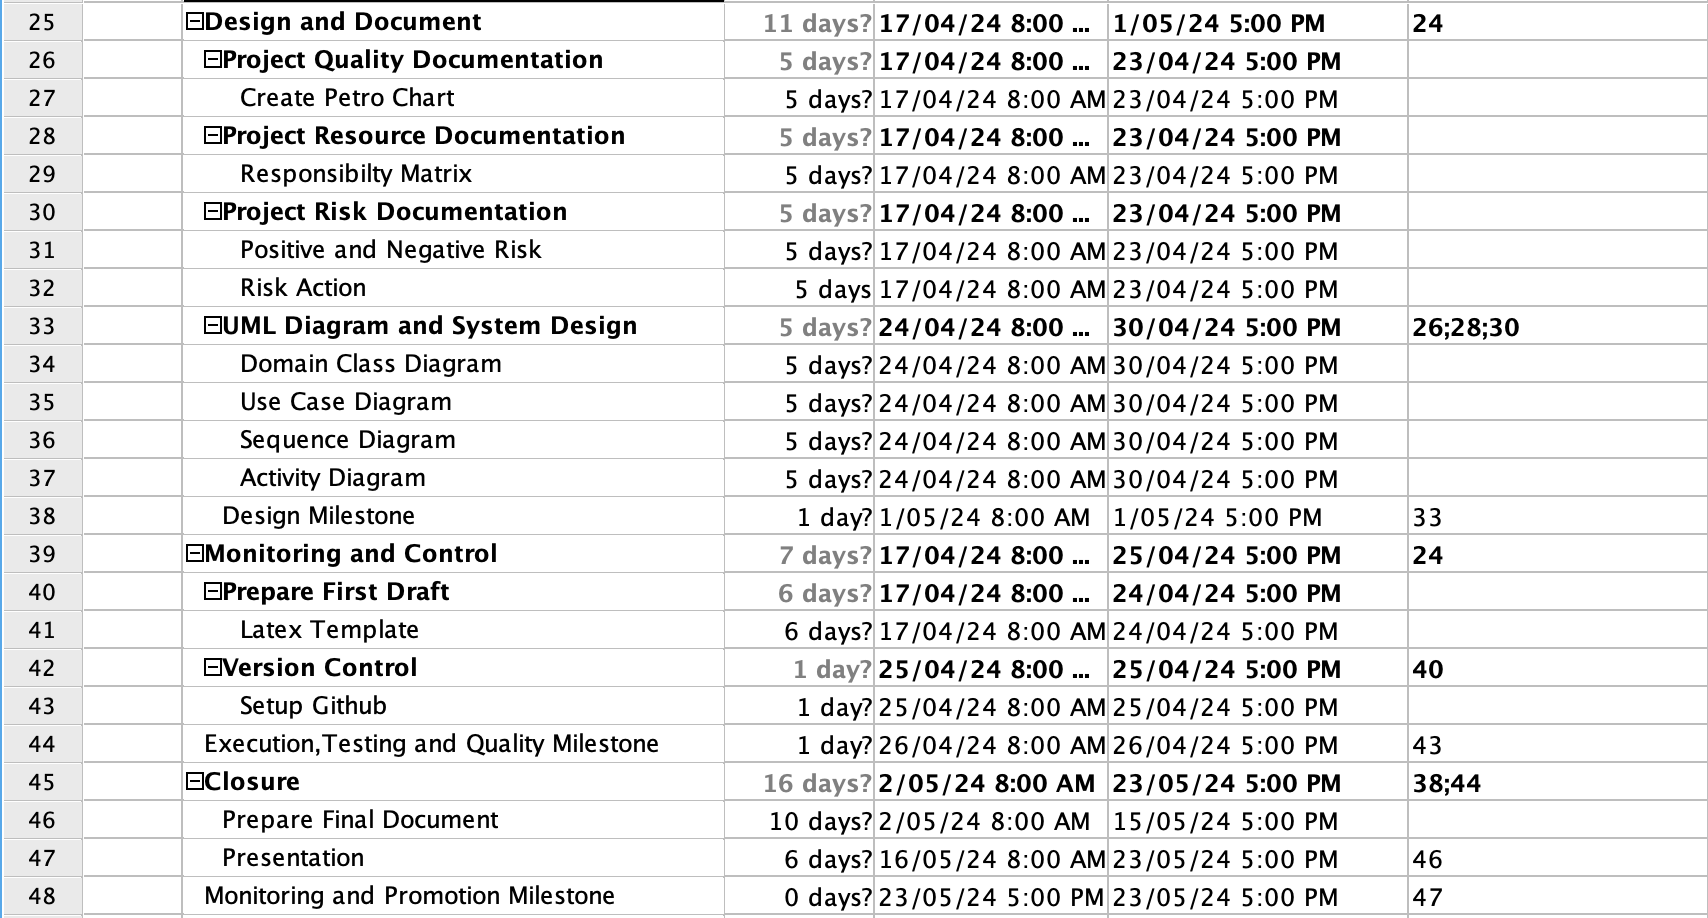 25 Design and Document 11 days? 17/04/24 8:00 ... 1/05/24 5:00 PM 24
26 Project Quality Documentation 5 days? 17/04/24 8:00 ... 23/04/24 5:00 PM
27 Create Petro Chart 5 days? 17/04/24 8:00 AM 23/04/24 5:00 PM
28 Project Resource Documentation 5 days? 17/04/24 8:00 ... 23/04/24 5:00 PM
29 Responsibilty Matrix 5 days? 17/04/24 8:00 AM 23/04/24 5:00 PM
30 Project Risk Documentation 5 days? 17/04/24 8:00 ... 23/04/24 5:00 PM
31 Positive and Negative Risk 5 days? 17/04/24 8:00 AM 23/04/24 5:00 PM
32 Risk Action 5 days 17/04/24 8:00 AM 23/04/24 5:00 PM
33 UML Diagram and System Design 5 days? 24/04/24 8:00 ... 30/04/24 5:00 PM 26;28;30
34 Domain Class Diagram 5 days? 24/04/24 8:00 AM 30/04/24 5:00 PM
35 Use Case Diagram 5 days? 24/04/24 8:00 AM 30/04/24 5:00 PM
36 Sequence Diagram 5 days? 24/04/24 8:00 AM 30/04/24 5:00 PM
37 Activity Diagram 5 days? 24/04/24 8:00 AM 30/04/24 5:00 PM
38 Design Milestone 1 day? 1/05/24 8:00 AM 1/05/24 5:00 PM 33
39 Monitoring and Control 7 days? 17/04/24 8:00 ... 25/04/24 5:00 PM 24
40 Prepare First Draft 6 days? 17/04/24 8:00 ... 24/04/24 5:00 PM
41 Latex Template 6 days? 17/04/24 8:00 AM 24/04/24 5:00 PM
42 Version Control 1 day? 25/04/24 8:00 ... 25/04/24 5:00 PM 40
43 Setup Github 1 day? 25/04/24 8:00 AM 25/04/24 5:00 PM
44 Execution,Testing and Quality Milestone 1 day? 26/04/24 8:00 AM 26/04/24 5:00 PM 43
45 Closure 16 days? 2/05/24 8:00 AM 23/05/24 5:00 PM 38;44
46 Prepare Final Document 10 days? 2/05/24 8:00 AM 15/05/24 5:00 PM
47 Presentation 6 days? 16/05/24 8:00 AM 23/05/24 5:00 PM 46
48 Monitoring and Promotion Milestone 0 days? 23/05/24 5:00 PM 23/05/24 5:00 PM 47